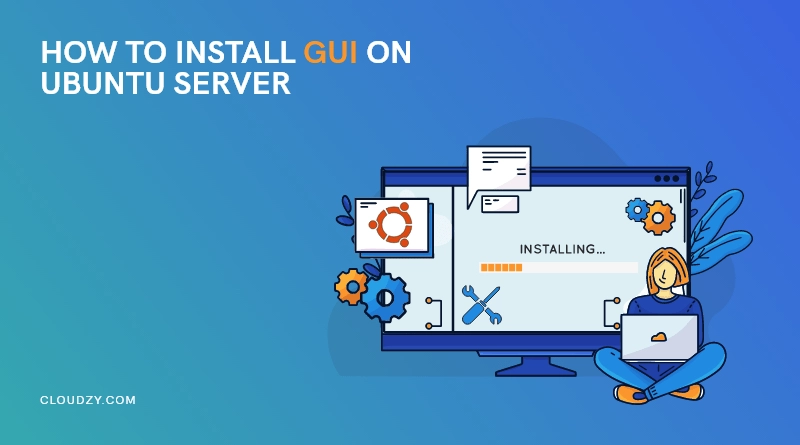 HOW TO INSTALL GUI ON
UBUNTU SERVER
INSTALLING...
CLOUDZY.COM